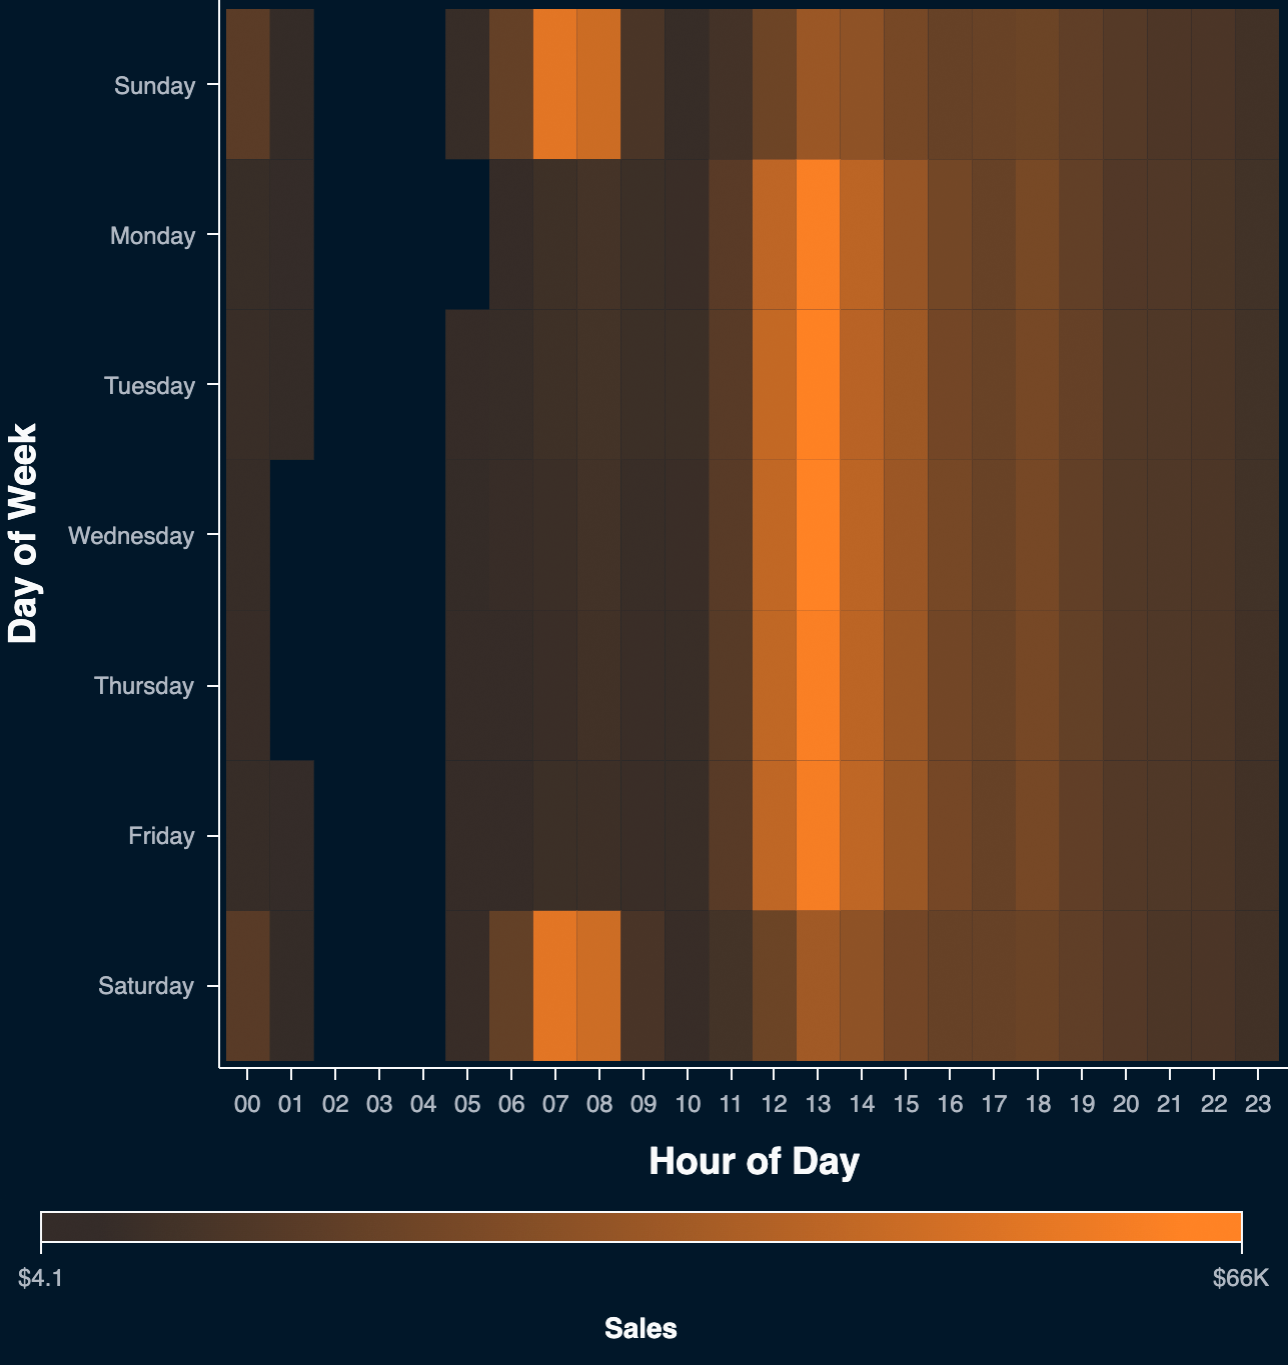 Day of Week
Sunday
Monday
Tuesday
Wednesday
Thursday
Friday
Saturday
00 01 02 03 04 05 06 07 08 09 10 11 12 13 14 15 16 17 18 19 20 21 22 23
Hour of Day
$4.1 $66K
Sales